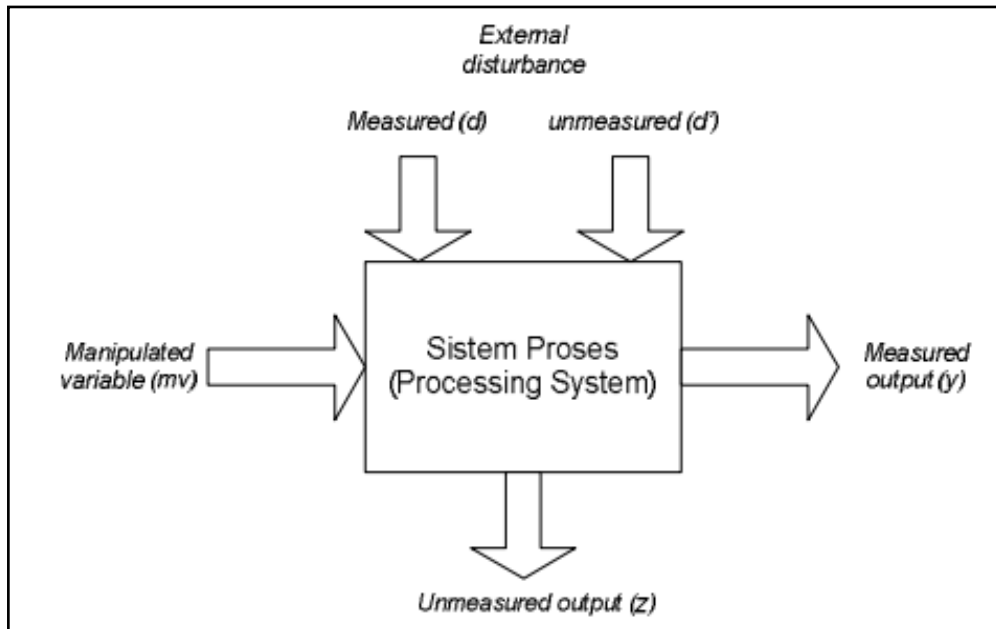 External
disturbance
Measured (d)
unmeasured (d')
Manipulated
variable (mv)
Sistem Proses
(Processing System)
Measured
output (y)
Unmeasured output (z)